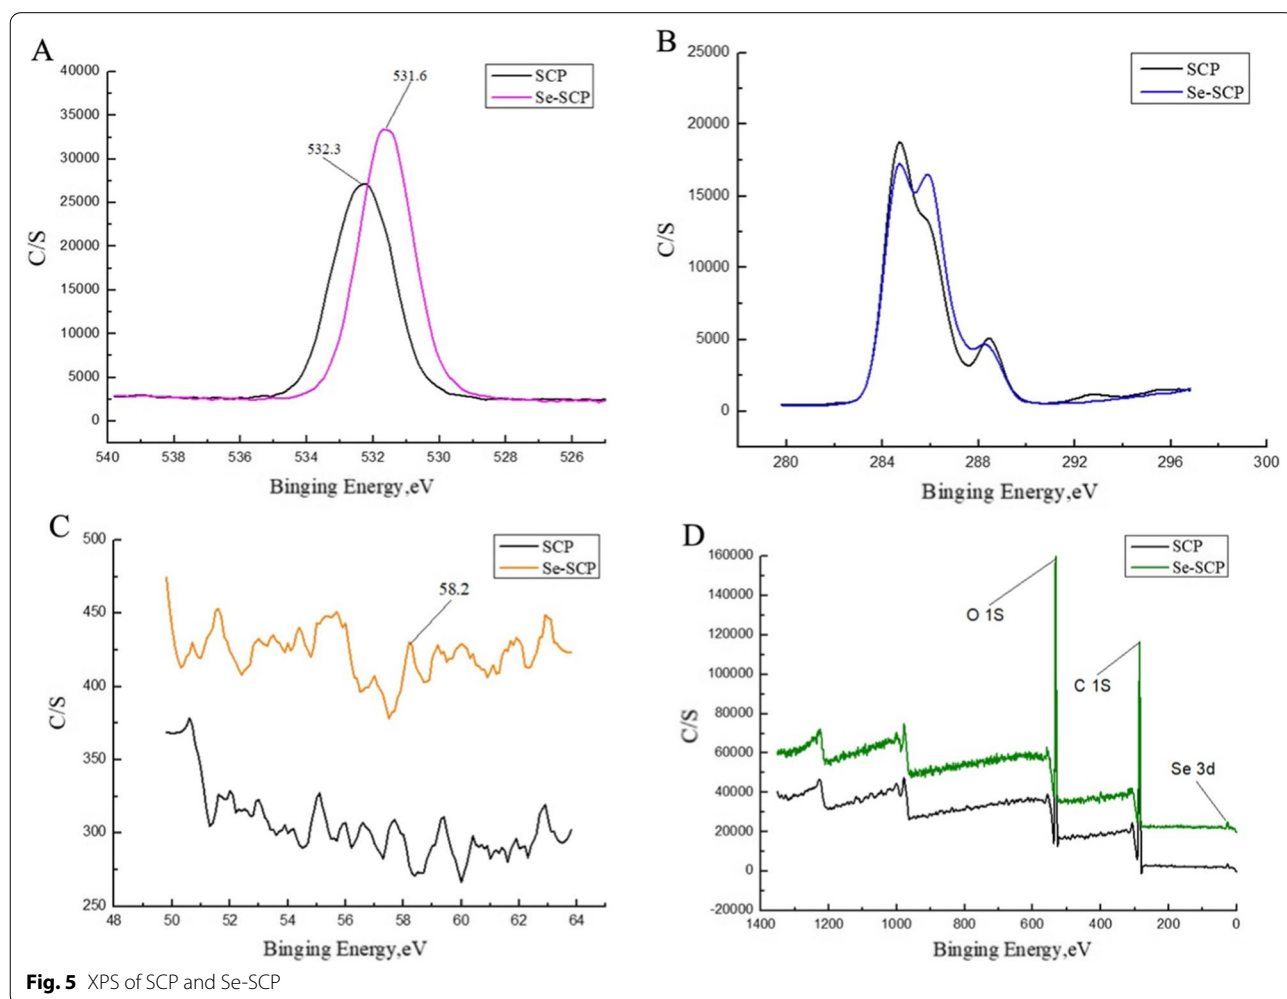 A
SCP
Se-SCP
531.6
532.3
40000
35000
30000
25000
20000
15000
10000
5000
0
C/S
540 538 536 534 532 530 528 526
Binging Energy,eV
B
SCP
Se-SCP
25000
20000
15000
10000
5000
0
C/S
280 284 288 292 296 300
Binging Energy,eV
C
SCP
Se-SCP
58.2
500
450
400
350
300
250
C/S
48 50 52 54 56 58 60 62 64
Binging Energy,eV
D
SCP
Se-SCP
O 1S
C 1S
Se 3d
160000
140000
120000
100000
80000
60000
40000
20000
0
-20000
C/S
1400 1200 1000 800 600 400 200 0
Binging Energy,eV
Fig. 5 XPS of SCP and Se-SCP